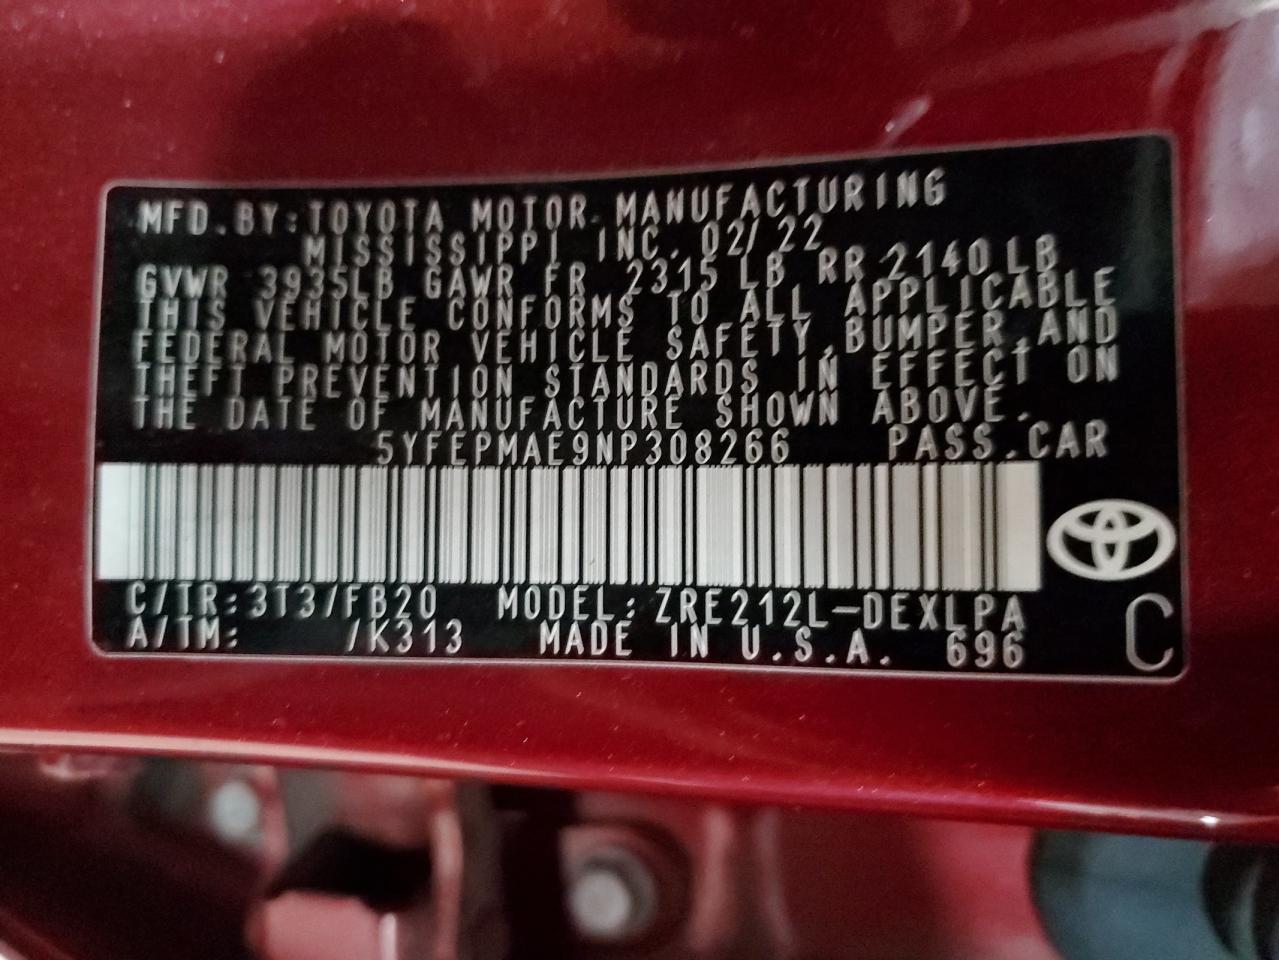 MFD.BY:TOYOTA MOTOR MANUFACTURING
MISSISSIPPI INC. 02/22
GVWR 3935LB GAWR FR 2315 LB RR 2140LB
THIS VEHICLE CONFORMS TO ALL APPLICABLE
FEDERAL MOTOR VEHICLE SAFETY,BUMPER,AND
THEFT PREVENTION STANDARDS IN EFFECT ON
THE DATE OF MANUFACTURE SHOWN ABOVE.
5YFEPMAE9NP308266 PASS.CAR
C/TR:3T3/FB20 MODEL:ZRE212L-DEXLPA
A/TM: /K313 MADE IN U.S.A. 696
C